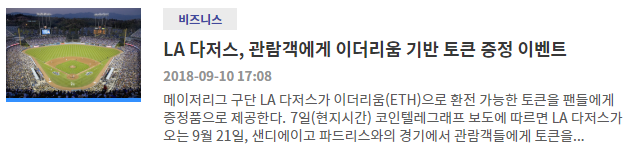 비즈니스
LA 다저스, 관람객에게 이더리움 기반 토큰 증정 이벤트
2018-09-10 17:08
메이저리그 구단 LA 다저스가 이더리움(ETH)으로 환전 가능한 토큰을 팬들에게
증정품으로 제공한다. 7일(현지시간) 코인텔레그래프 보도에 따르면 LA 다저스가
오는 9월 21일, 샌디에이고 파드리스와의 경기에서 관람객들에게 토큰을...